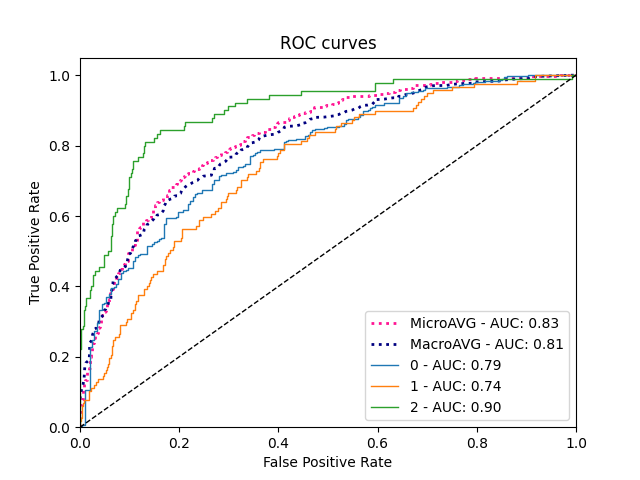 ROC curves
1.0
0.8
0.6
0.4
0.2
0.0
True Positive Rate
MicroAVG - AUC: 0.83
MacroAVG - AUC: 0.81
0 - AUC: 0.79
1 - AUC: 0.74
2 - AUC: 0.90
0.0 0.2 0.4 0.6 0.8 1.0
False Positive Rate